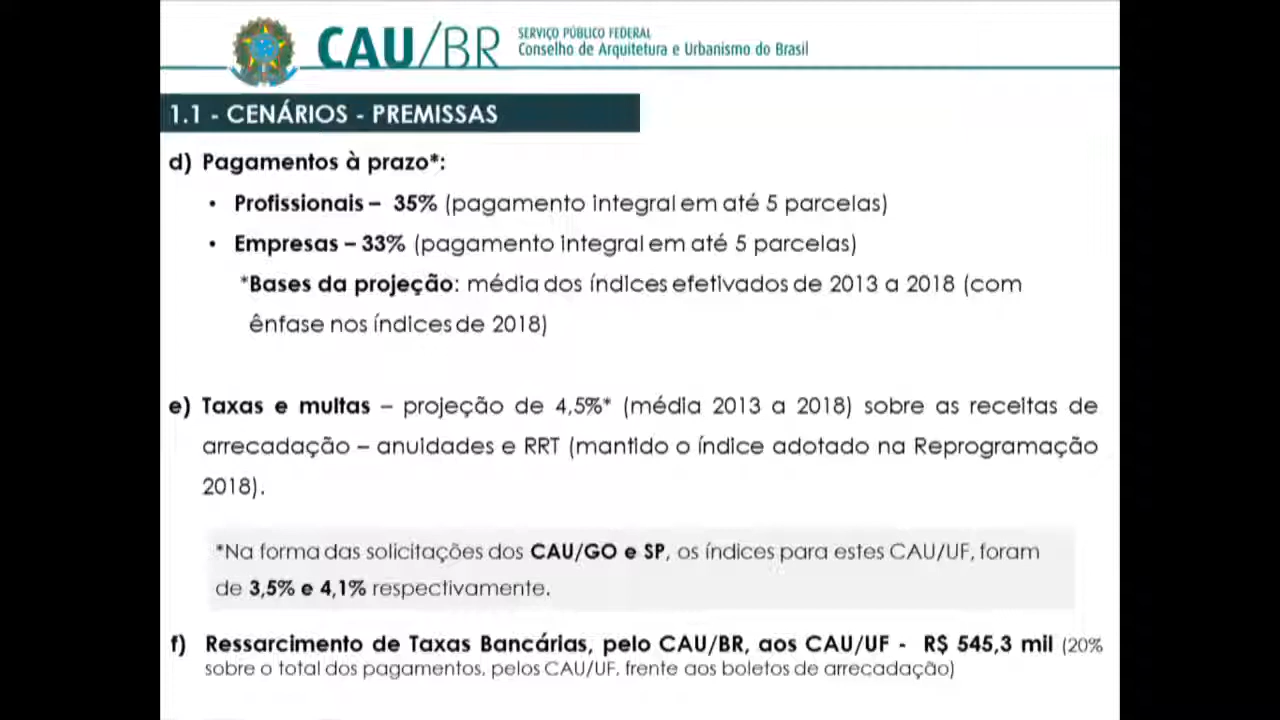 CAU/BR
SERVIÇO PÚBLICO FEDERAL
Conselho de Arquitetura e Urbanismo do Brasil
1.1 - CENÁRIOS - PREMISSAS
d) Pagamentos à prazo*:
• Profissionais – 35% (pagamento integral em até 5 parcelas)
• Empresas – 33% (pagamento integral em até 5 parcelas)
*Bases da projeção: média dos índices efetivados de 2013 a 2018 (com
ênfase nos índices de 2018)
e) Taxas e multas – projeção de 4,5%* (média 2013 a 2018) sobre as receitas de
arrecadação – anuidades e RRT (mantido o índice adotado na Reprogramação
2018).
*Na forma das solicitações dos CAU/GO e SP, os índices para estes CAU/UF, foram
de 3,5% e 4,1% respectivamente.
f) Ressarcimento de Taxas Bancárias, pelo CAU/BR, aos CAU/UF - R$ 545,3 mil (20%
sobre o total dos pagamentos, pelos CAU/UF, frente aos boletos de arrecadação)